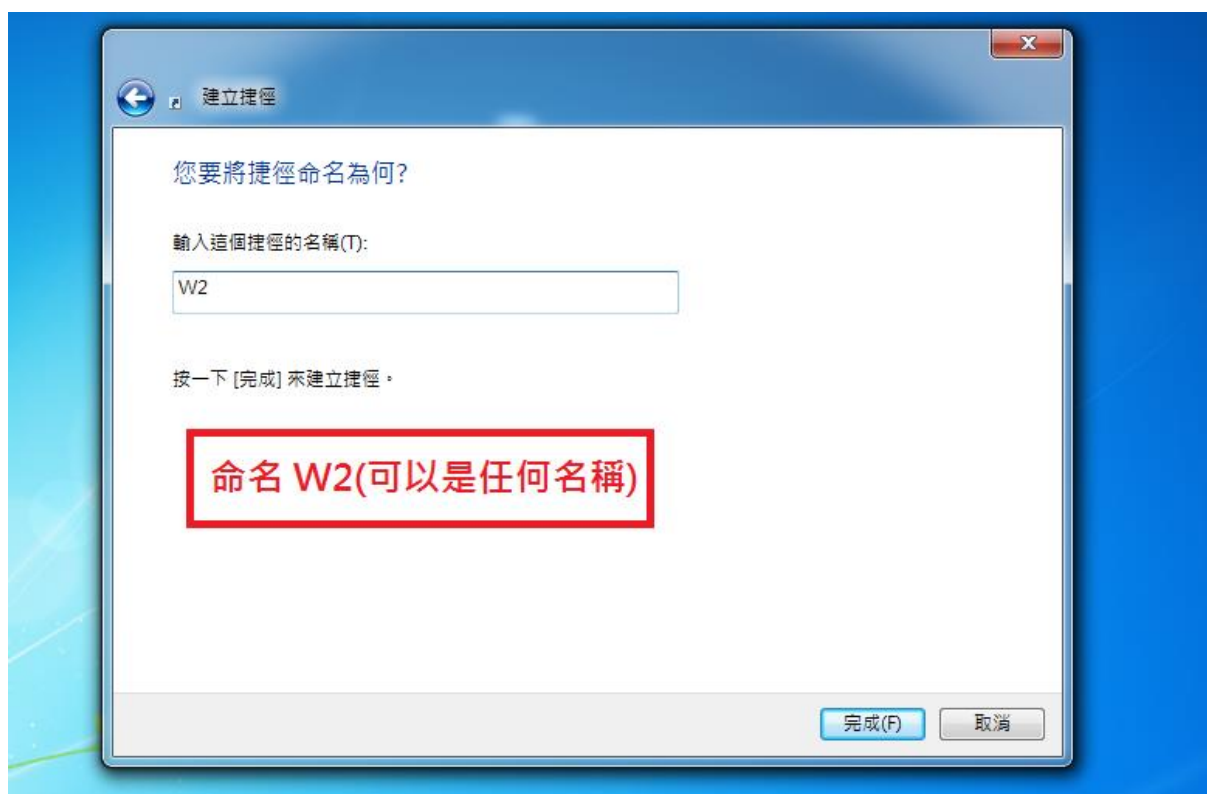 建立捷徑
您要將捷徑命名為何?
輸入這個捷徑的名稱(T):
W2
按一下 [完成] 來建立捷徑。
命名 W2(可以是任何名稱)
完成(F)
取消